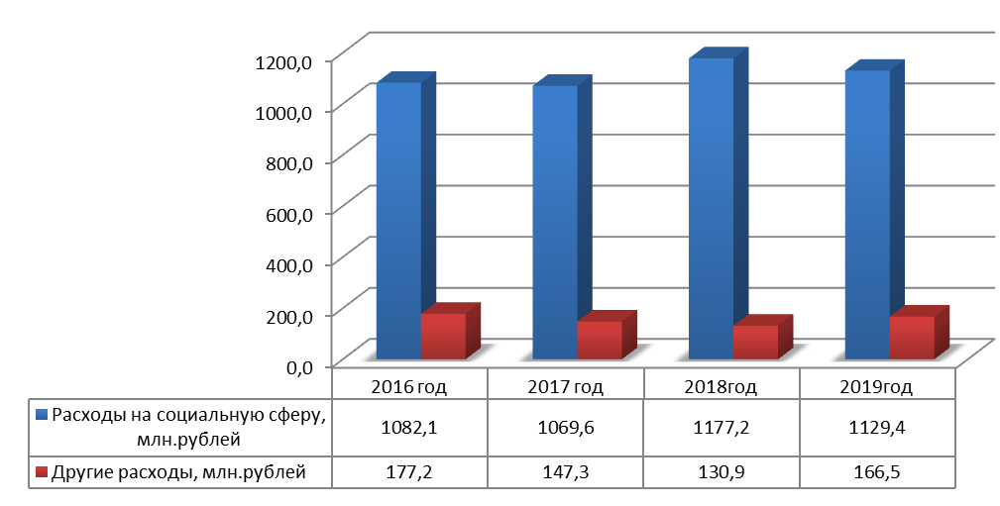 1200,0
1000,0
800,0
600,0
400,0
200,0
0,0
2016 год 2017 год 2018год 2019год
Расходы на социальную сферу,
млн.рублей 1082,1 1069,6 1177,2 1129,4
Другие расходы, млн.рублей 177,2 147,3 130,9 166,5